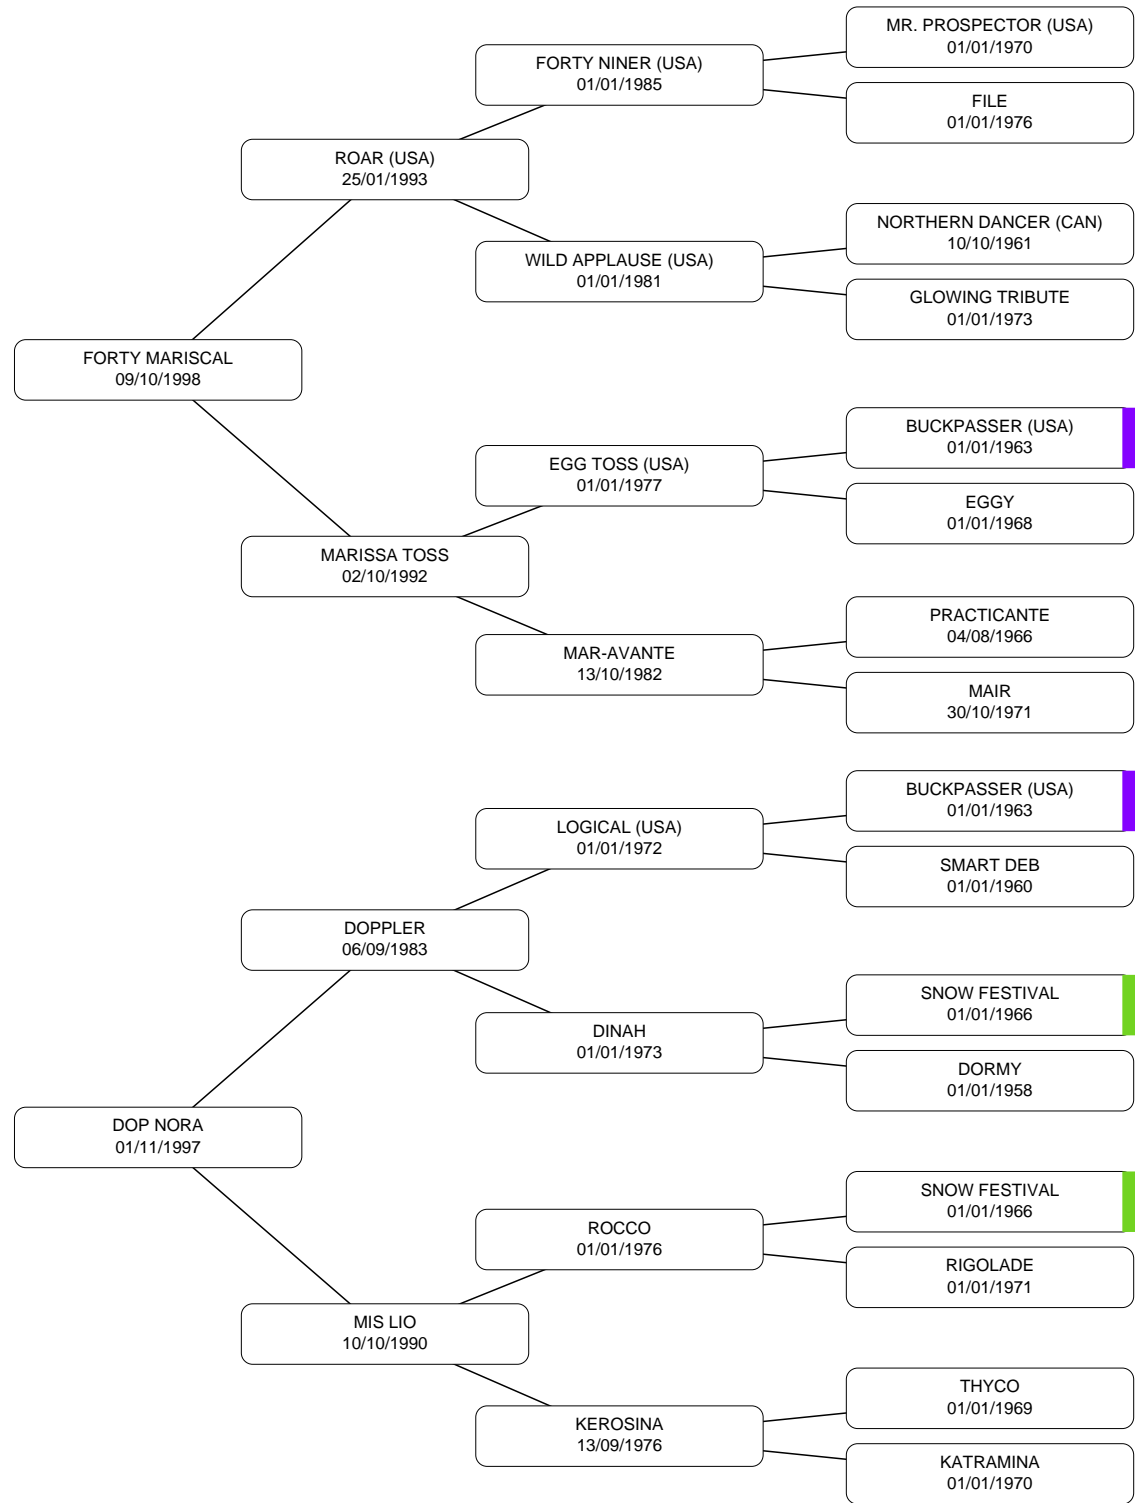 MR. PROSPECTOR (USA)
01/01/1970
FORTY NINER (USA)
01/01/1985
FILE
01/01/1976
ROAR (USA)
25/01/1993
NORTHERN DANCER (CAN)
10/10/1961
WILD APPLAUSE (USA)
01/01/1981
GLOWING TRIBUTE
01/01/1973
FORTY MARISCAL
09/10/1998
BUCKPASSER (USA)
01/01/1963
EGG TOSS (USA)
01/01/1977
EGGY
01/01/1968
MARISSA TOSS
02/10/1992
PRACTICANTE
04/08/1966
MAR-AVANTE
13/10/1982
MAIR
30/10/1971
BUCKPASSER (USA)
01/01/1963
LOGICAL (USA)
01/01/1972
SMART DEB
01/01/1960
DOPPLER
06/09/1983
SNOW FESTIVAL
01/01/1966
DINAH
01/01/1973
DORMY
01/01/1958
DOP NORA
01/11/1997
SNOW FESTIVAL
01/01/1966
ROCCO
01/01/1976
RIGOLADE
01/01/1971
MIS LIO
10/10/1990
THYCO
01/01/1969
KEROSINA
13/09/1976
KATRAMINA
01/01/1970